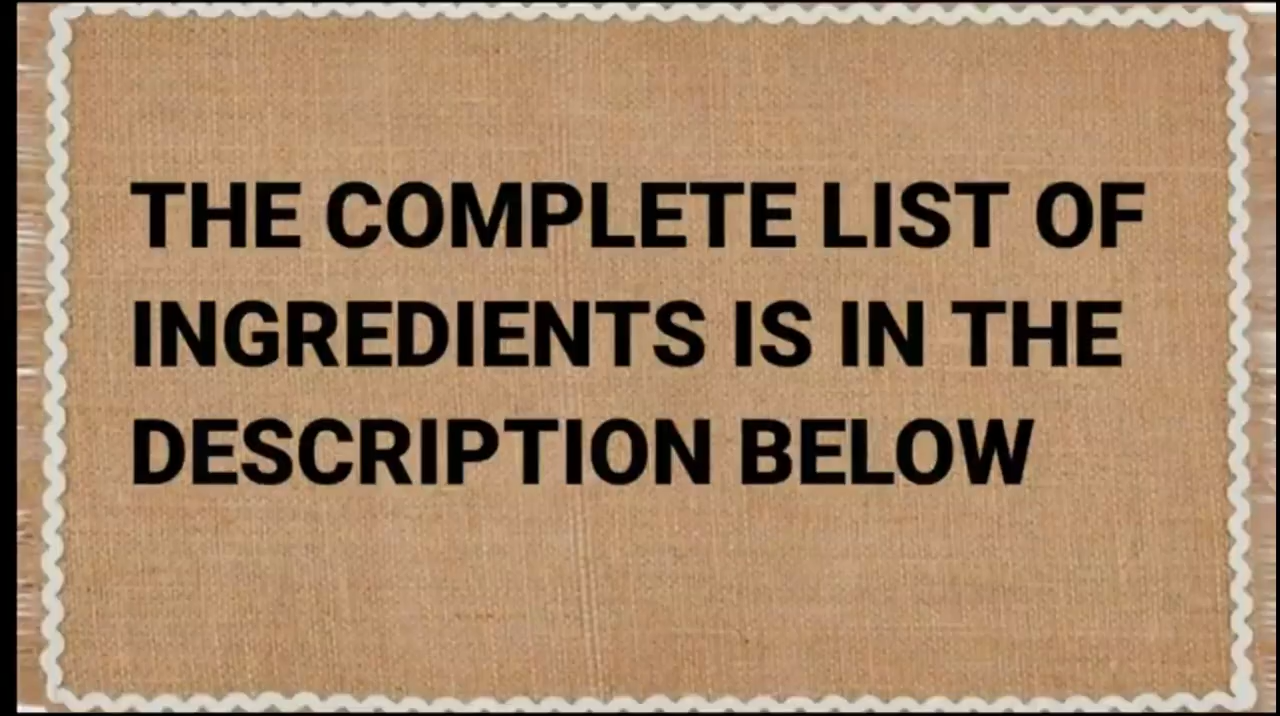 THE COMPLETE LIST OF
INGREDIENTS IS IN THE
DESCRIPTION BELOW